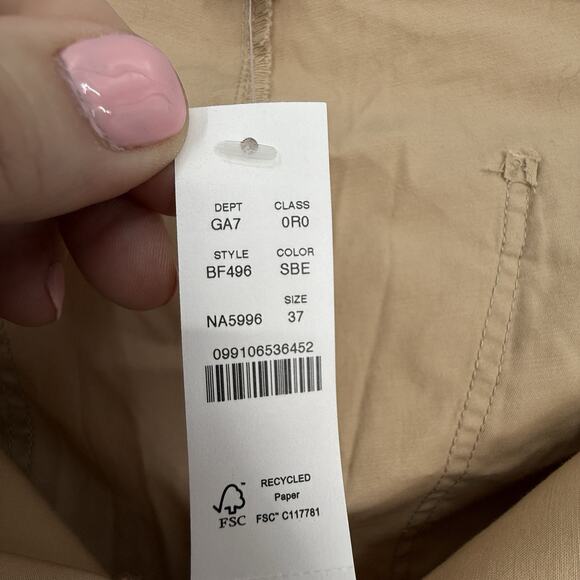 DEPT CLASS
GA7 0R0
STYLE COLOR
BF496 SBE
SIZE
NA5996 37
099106536452
RECYCLED
Paper
FSC™ C117781
FSC